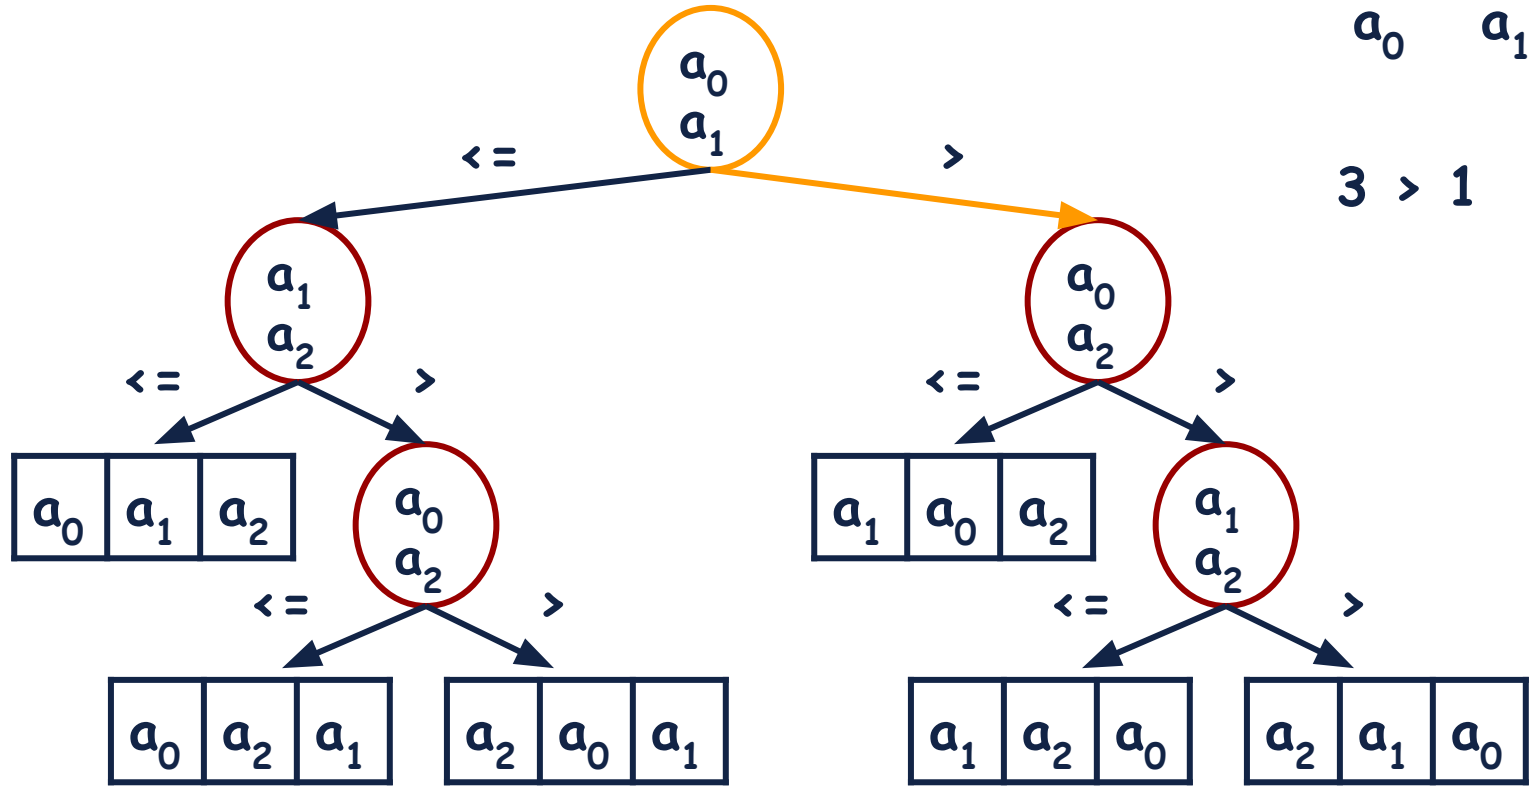 a₀ a₁
a₀
a₁
<= >
3 > 1
a₁
a₂
a₀
a₂
<= > <= >
a₀ a₁ a₂
a₀
a₂
a₁ a₀ a₂
a₁
a₂
<= > <= >
a₀ a₂ a₁
a₂ a₀ a₁
a₁ a₂ a₀
a₂ a₁ a₀